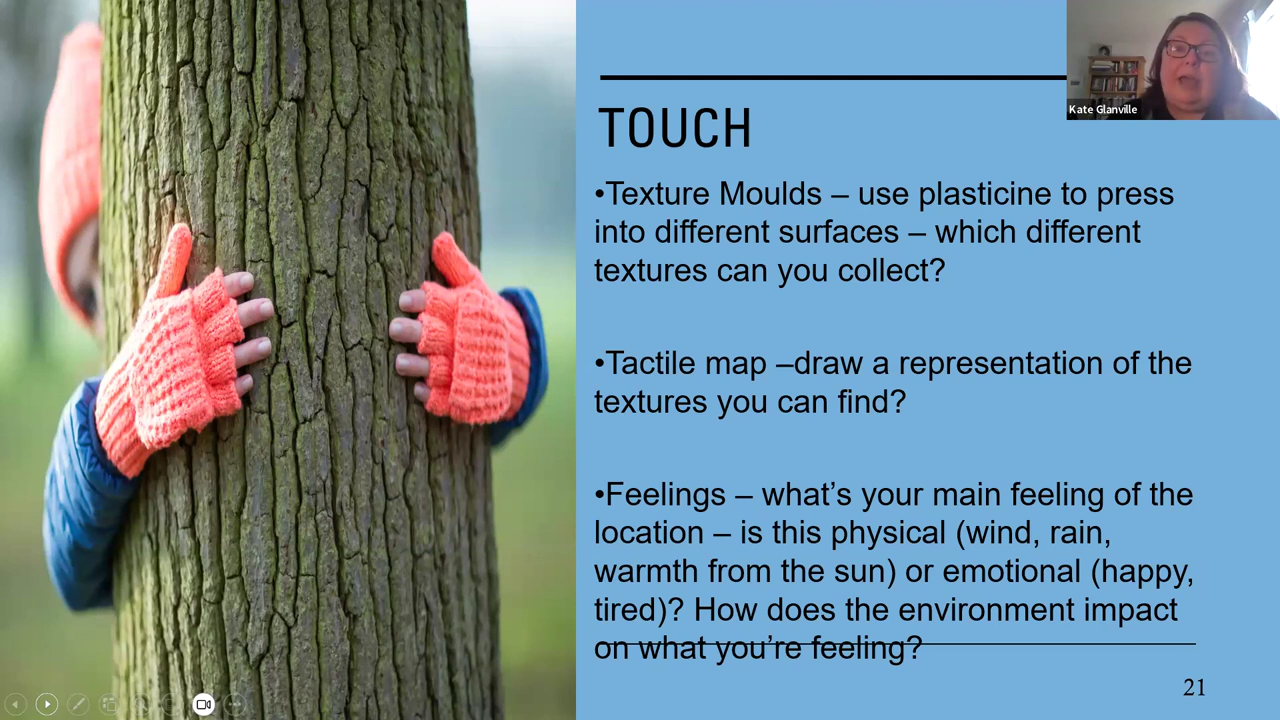 Kate Glanville
TOUCH
•Texture Moulds – use plasticine to press
into different surfaces – which different
textures can you collect?
•Tactile map –draw a representation of the
textures you can find?
•Feelings – what’s your main feeling of the
location – is this physical (wind, rain,
warmth from the sun) or emotional (happy,
tired)? How does the environment impact
on what you’re feeling?
21